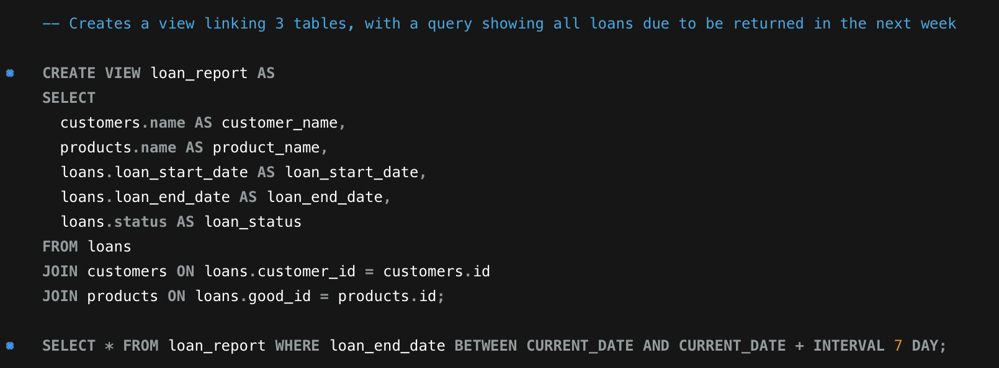 -- Creates a view linking 3 tables, with a query showing all loans due to be returned in the next week
CREATE VIEW loan_report AS
SELECT
customers.name AS customer_name,
products.name AS product_name,
loans.loan_start_date AS loan_start_date,
loans.loan_end_date AS loan_end_date,
loans.status AS loan_status
FROM loans
JOIN customers ON loans.customer_id = customers.id
JOIN products ON loans.good_id = products.id;
SELECT * FROM loan_report WHERE loan_end_date BETWEEN CURRENT_DATE AND CURRENT_DATE + INTERVAL 7 DAY;